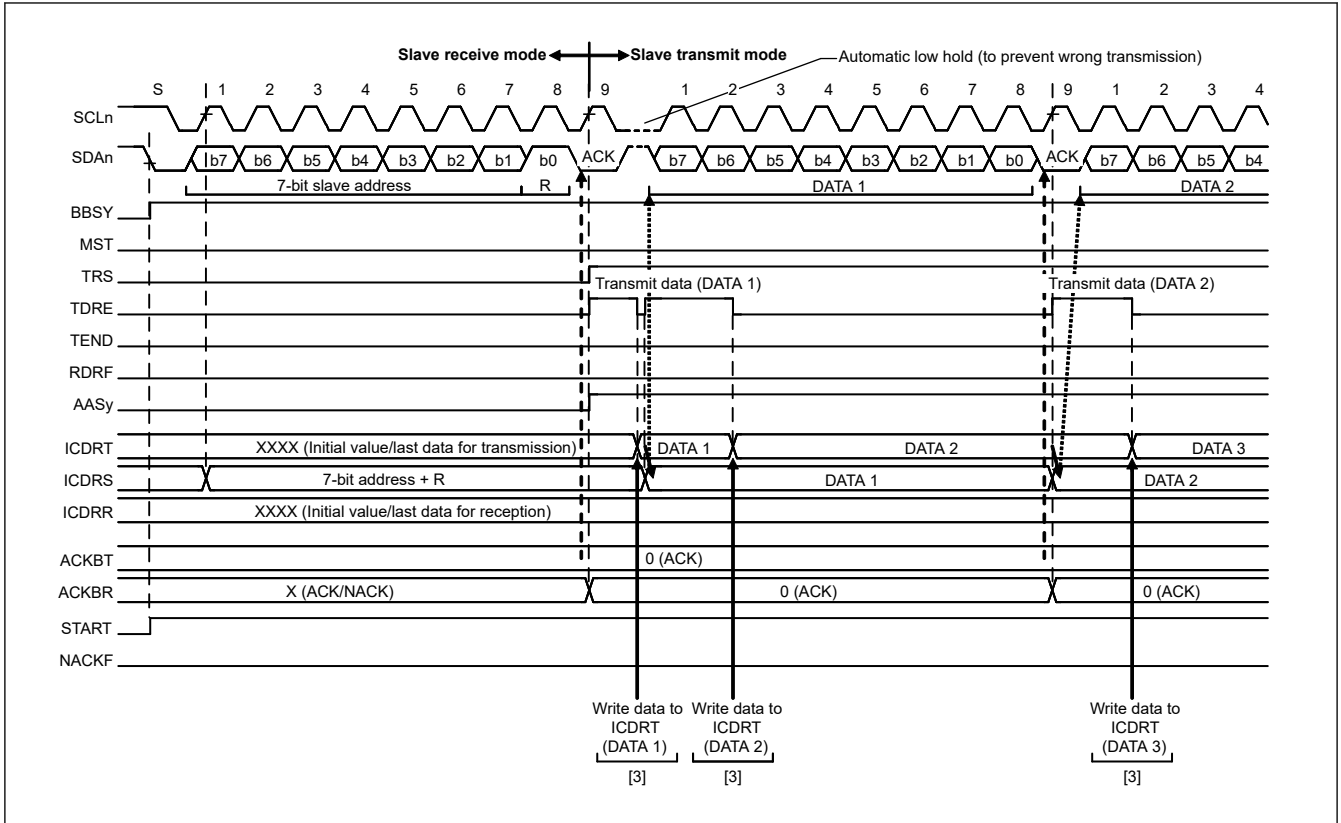 Slave receive mode Slave transmit mode
Automatic low hold (to prevent wrong transmission)
S 1 2 3 4 5 6 7 8 9 1 2 3 4 5 6 7 8 9 1 2 3 4
SCLn
SDAn b7 b6 b5 b4 b3 b2 b1 b0 ACK b7 b6 b5 b4 b3 b2 b1 b0 ACK b7 b6 b5 b4
7-bit slave address R DATA 1 DATA 2
BBSY
MST
TRS
Transmit data (DATA 1) Transmit data (DATA 2)
TDRE
TEND
RDRF
AASy
ICDRT XXXX (Initial value/last data for transmission) DATA 1 DATA 2 DATA 3
ICDRS 7-bit address + R DATA 1 DATA 2
ICDRR XXXX (Initial value/last data for reception)
ACKBT 0 (ACK)
ACKBR X (ACK/NACK) 0 (ACK) 0 (ACK)
START
NACKF
Write data to ICDRT (DATA 1) [3]
Write data to ICDRT (DATA 2) [3]
Write data to ICDRT (DATA 3) [3]